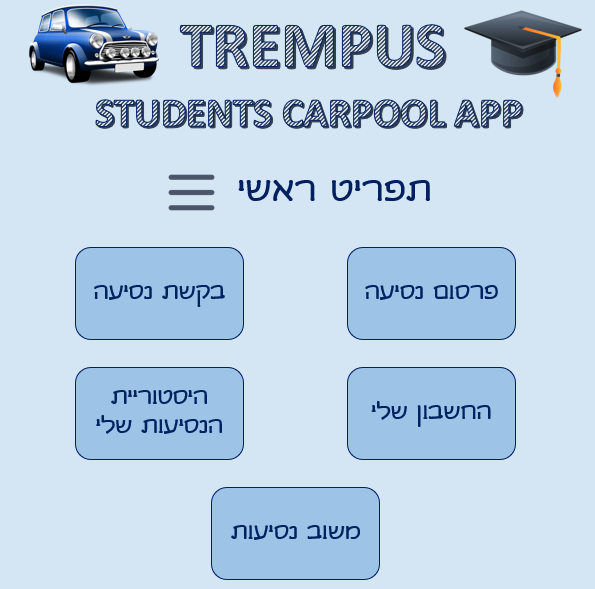 TREMPUS
STUDENTS CARPOOL APP
תפריט ראשי
פרסום נסיעה
בקשת נסיעה
החשבון שלי
היסטוריית
הנסיעות שלי
משוב נסיעות